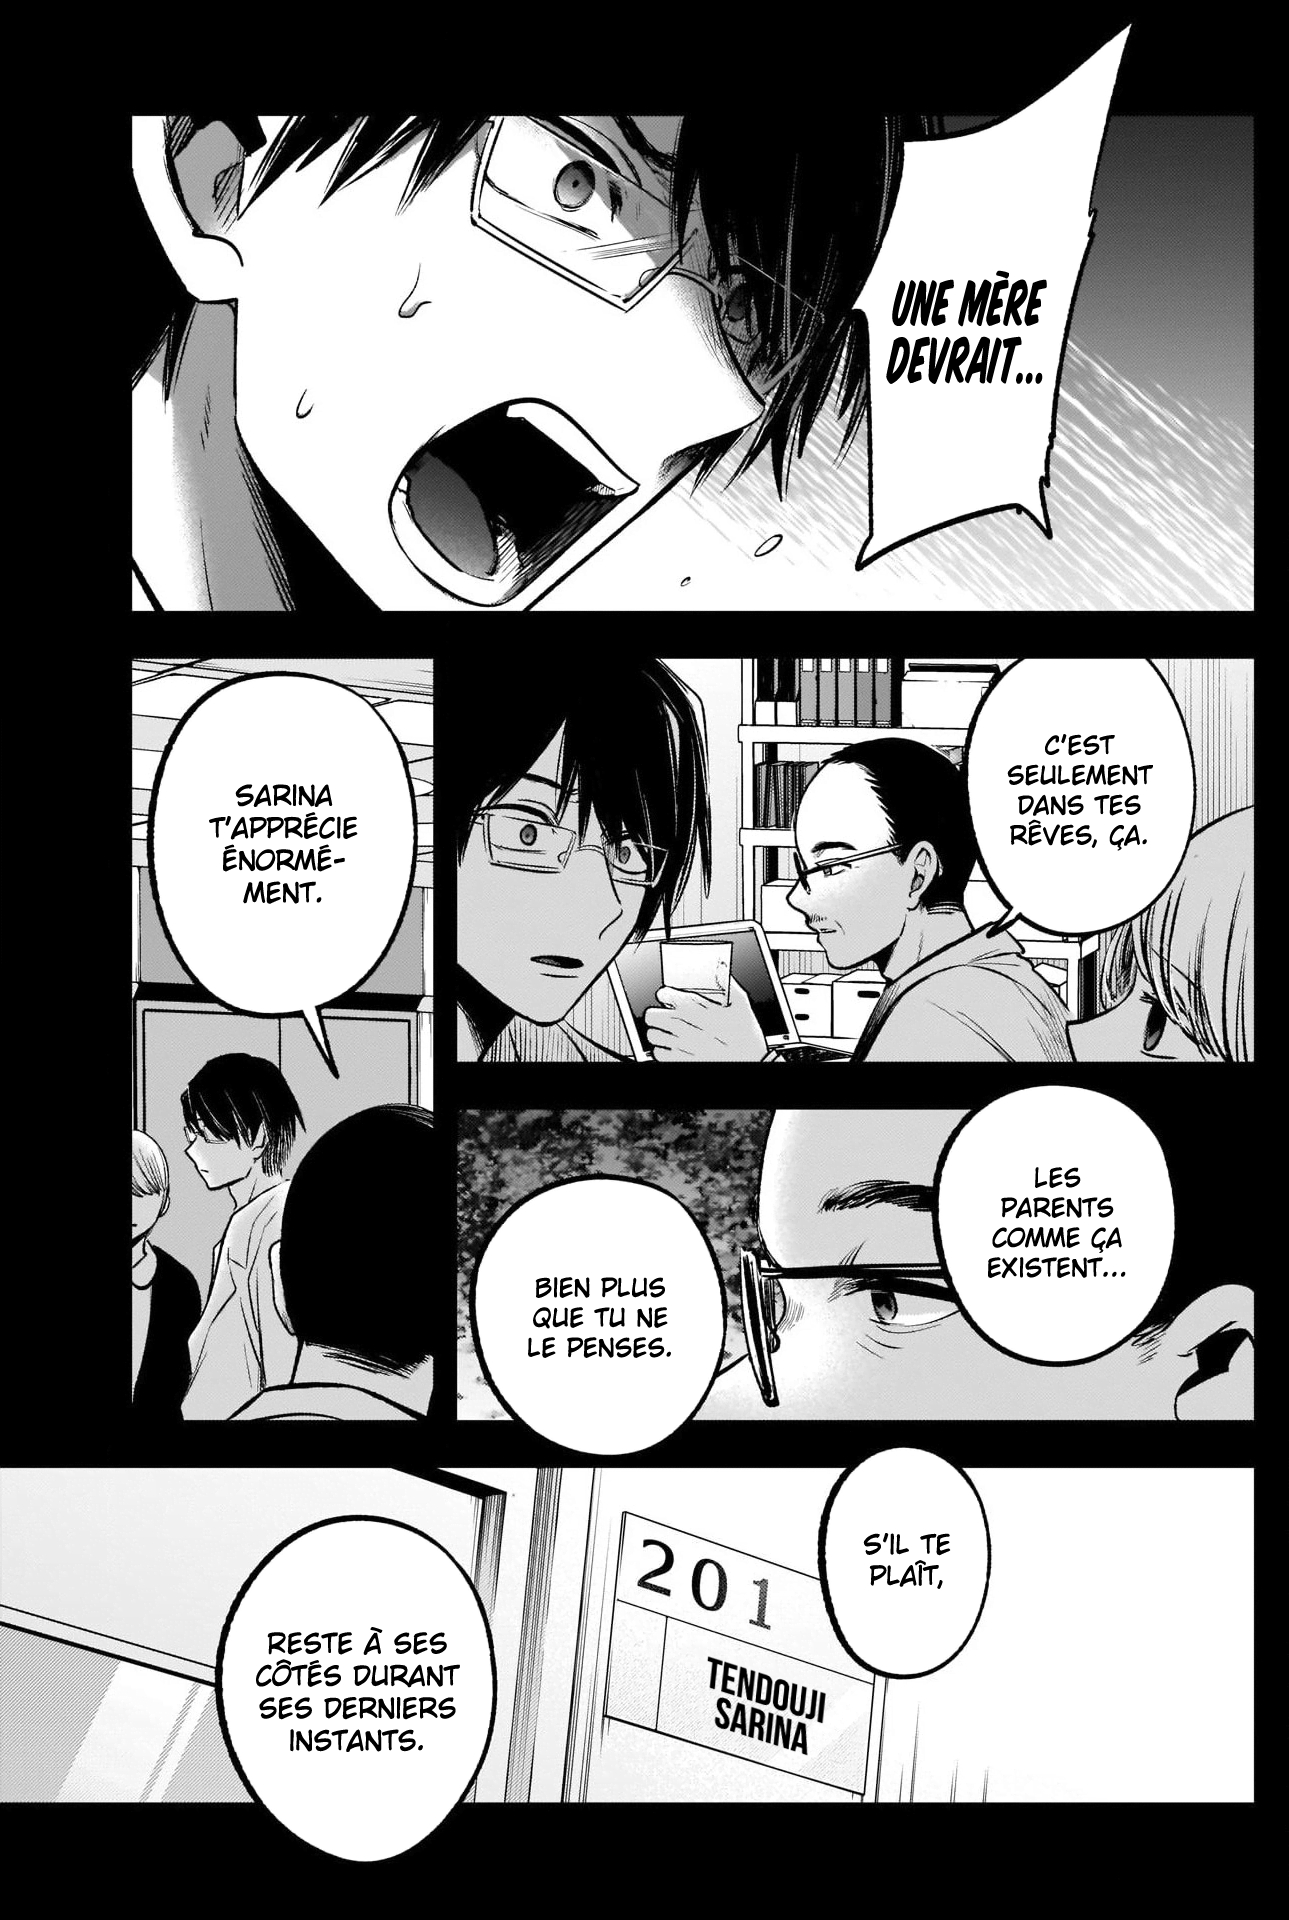 UNE MÈRE
DEVRAIT...
C'EST
SEULEMENT
DANS TES
RÊVES, ÇA.
LES
PARENTS
COMME ÇA
EXISTENT...
BIEN PLUS
QUE TU NE
LE PENSES.
SARINA
T'APPRÉCIE
ÉNORMÉ-
MENT.
S'IL TE
PLAÎT,
201
TENDOUJI
SARINA
RESTE À SES
CÔTÉS DURANT
SES DERNIERS
INSTANTS.